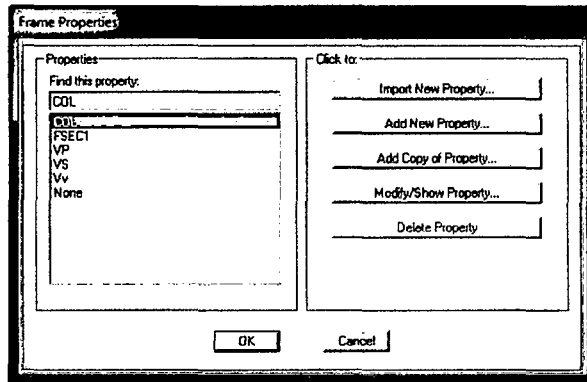 Frame Properties
Properties
Find this property:
COL
COL
FSEC1
VP
VS
Vv
None
Click to:
Import New Property...
Add New Property...
Add Copy of Property...
Modify/Show Property...
Delete Property
OK
Cancel